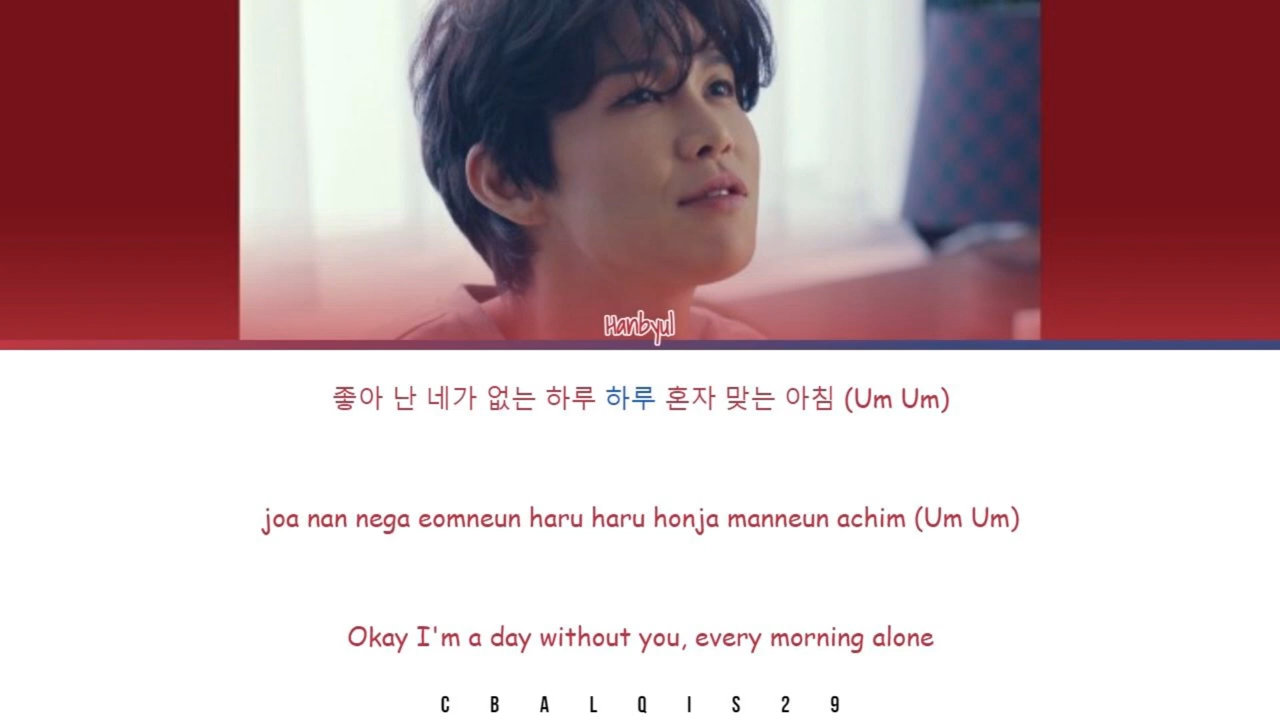 Hanbyul
좋아 난 네가 없는 하루 하루 혼자 맞는 아침 (Um Um)
joa nan nega eomneun haru haru honja manneun achim (Um Um)
Okay I'm a day without you, every morning alone
CBALQIS29